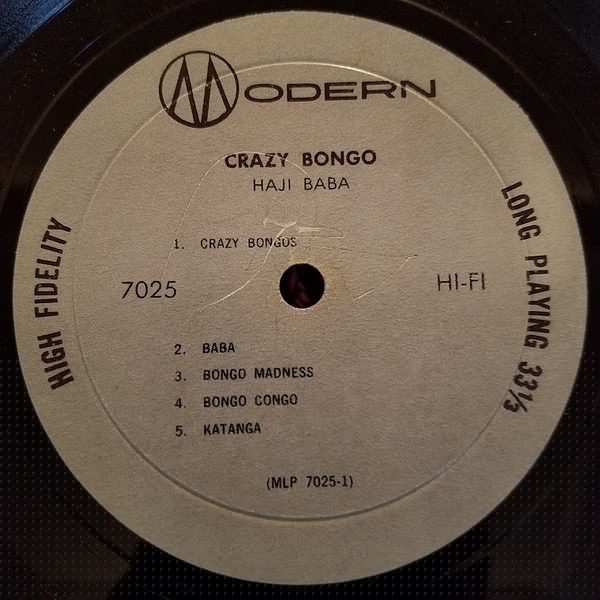 MODERN
CRAZY BONGO
HAJI BABA
1. CRAZY BONGOS
7025
HI-FI
HIGH FIDELITY
LONG PLAYING 33⅓
2. BABA
3. BONGO MADNESS
4. BONGO CONGO
5. KATANGA
(MLP 7025-1)